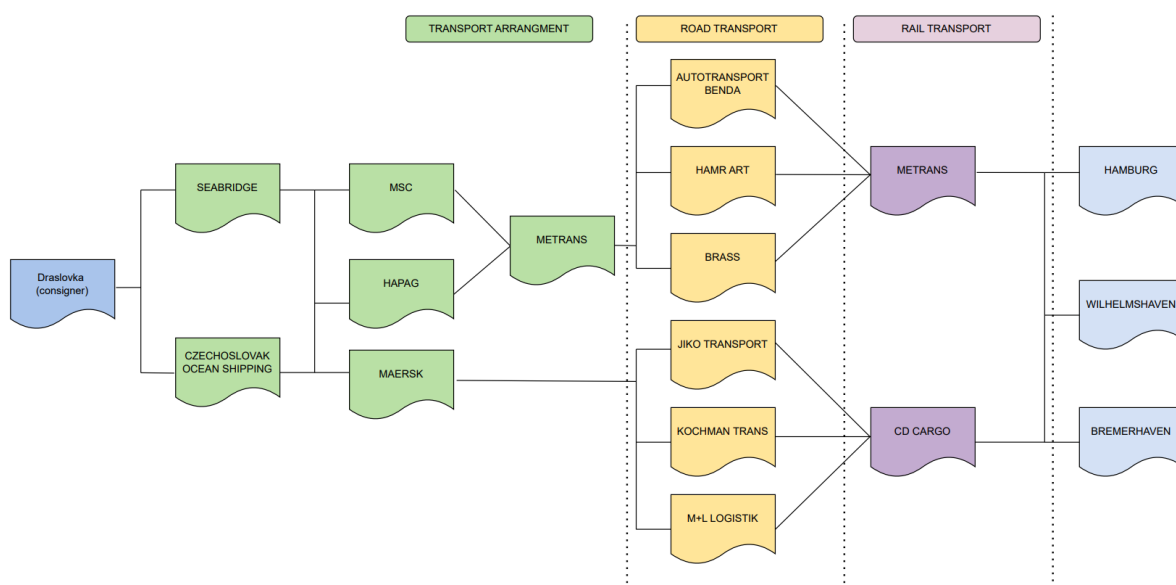 TRANSPORT ARRANGMENT
ROAD TRANSPORT
RAIL TRANSPORT
Draslovka
(consigner)
SEABRIDGE
CZECHOSLOVAK
OCEAN SHIPPING
MSC
HAPAG
MAERSK
METRANS
AUTOTRANSPORT
BENDA
HAMR ART
BRASS
JIKO TRANSPORT
KOCHMAN TRANS
M+L LOGISTIK
METRANS
CD CARGO
HAMBURG
WILHELMSHAVEN
BREMERHAVEN